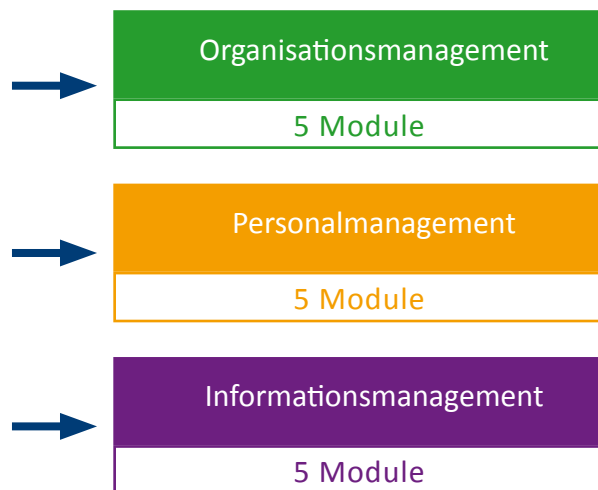 Organisationsmanagement
5 Module
Personalmanagement
5 Module
Informationsmanagement
5 Module